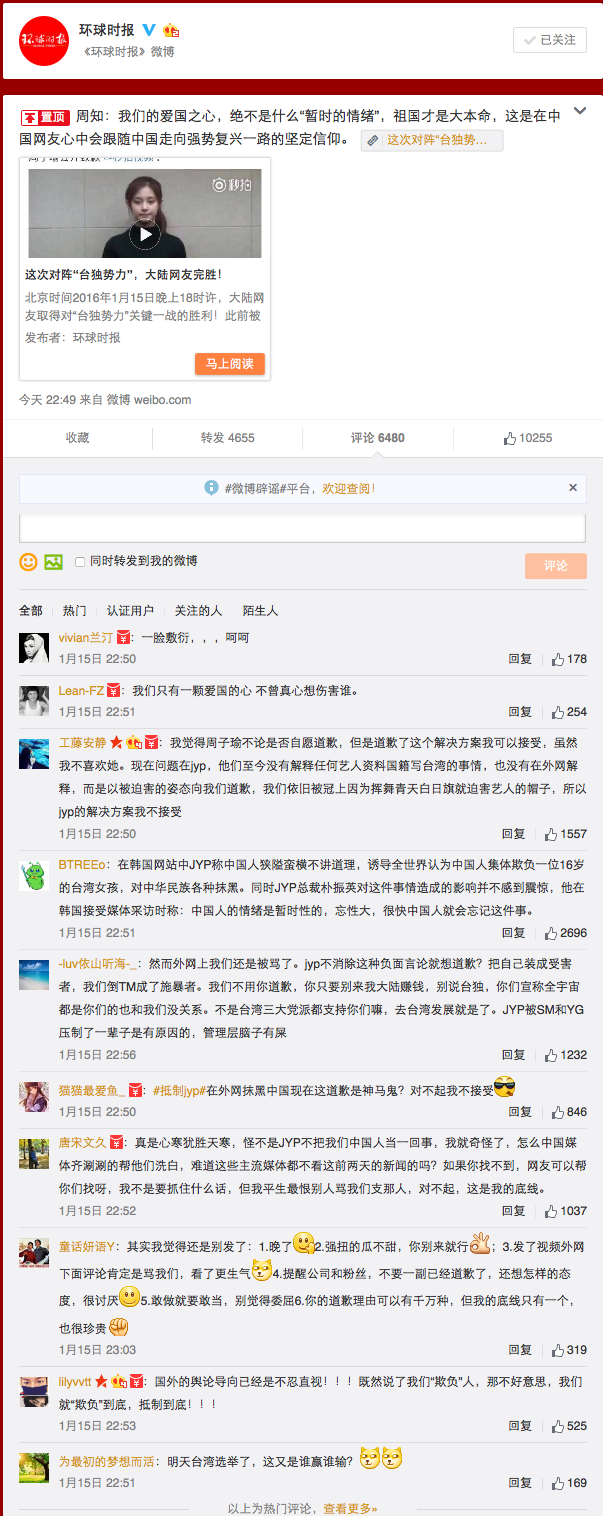 环球时报
《环球时报》微博
已关注
环球时报
GLOBAL TIMES
置顶 周知：我们的爱国之心，绝不是什么“暂时的情绪”，祖国才是大本命，这是在中
国网友心中会跟随中国走向强势复兴一路的坚定信仰。 这次对阵“台独势…
秒拍
这次对阵“台独势力”，大陆网友完胜！
北京时间2016年1月15日晚上18时许，大陆网
友取得对“台独势力”关键一战的胜利！此前被
发布者：环球时报
马上阅读
今天 22:49 来自 微博 weibo.com
收藏 转发 4655 评论 6480 10255
#微博辟谣#平台，欢迎查阅！ ×
同时转发到我的微博 评论
全部 热门 认证用户 关注的人 陌生人
vivian兰汀：一脸敷衍，，，呵呵
1月15日 22:50 回复 178
Lean-FZ：我们只有一颗爱国的心 不曾真心想伤害谁。
1月15日 22:51 回复 254
工藤安静：我觉得周子瑜不论是否自愿道歉，但是道歉了这个解决方案我可以接受，虽然
我不喜欢她。现在问题在jyp，他们至今没有解释任何艺人资料国籍写台湾的事情，也没有在外网解
释，而是以被迫害的姿态向我们道歉，我们依旧被冠上因为挥舞青天白日旗就迫害艺人的帽子，所以
jyp的解决方案我不接受
1月15日 22:50 回复 1557
BTREEo：在韩国网站中JYP称中国人狭隘蛮横不讲道理，诱导全世界认为中国人集体欺负一位16岁
的台湾女孩，对中华民族各种抹黑。同时JYP总裁朴振英对这件事情造成的影响并不感到震惊，他在
韩国接受媒体采访时称：中国人的情绪是暂时性的，忘性大，很快中国人就会忘记这件事。
1月15日 22:51 回复 2696
-luv依山听海-_：然而外网上我们还是被骂了。jyp不消除这种负面言论就想道歉？把自己装成受害
者，我们倒TM成了施暴者。我们不用你道歉，你只要别来我大陆赚钱，别说台独，你们宣称全宇宙
都是你们的也和我们没关系。不是台湾三大党派都支持你们嘛，去台湾发展就是了。JYP被SM和YG
压制了一辈子是有原因的，管理层脑子有屎
1月15日 22:56 回复 1232
猫猫最爱鱼_：#抵制jyp#在外网抹黑中国现在这道歉是神马鬼？对不起我不接受
1月15日 22:50 回复 846
唐宋文久：真是心寒犹胜天寒，怪不是JYP不把我们中国人当一回事，我就奇怪了，怎么中国媒
体齐涮涮的帮他们洗白，难道这些主流媒体都不看这前两天的新闻的吗？如果你找不到，网友可以帮
你们找呀，我不是要抓住什么话，但我平生最恨别人骂我们支那人，对不起，这是我的底线。
1月15日 22:52 回复 1037
童话好语Y：其实我觉得还是别发了：1.晚了2.强扭的瓜不甜，你别来就行；3.发了视频外网
下面评论肯定是骂我们，看了更生气4.提醒公司和粉丝，不要一副已经道歉了，还想怎样的态
度，很讨厌5.敢做就要敢当，别觉得委屈6.你的道歉理由可以有千万种，但我的底线只有一个，
也很珍贵
1月15日 23:03 回复 319
lilyvvtt：国外的舆论导向已经是不忍直视！！！既然说了我们“欺负”人，那不好意思，我们
就“欺负”到底，抵制到底！！！
1月15日 22:53 回复 525
为最初的梦想而活：明天台湾选举了，这又是谁赢谁输？
1月15日 22:51 回复 169
以上为热门评论，查看更多»